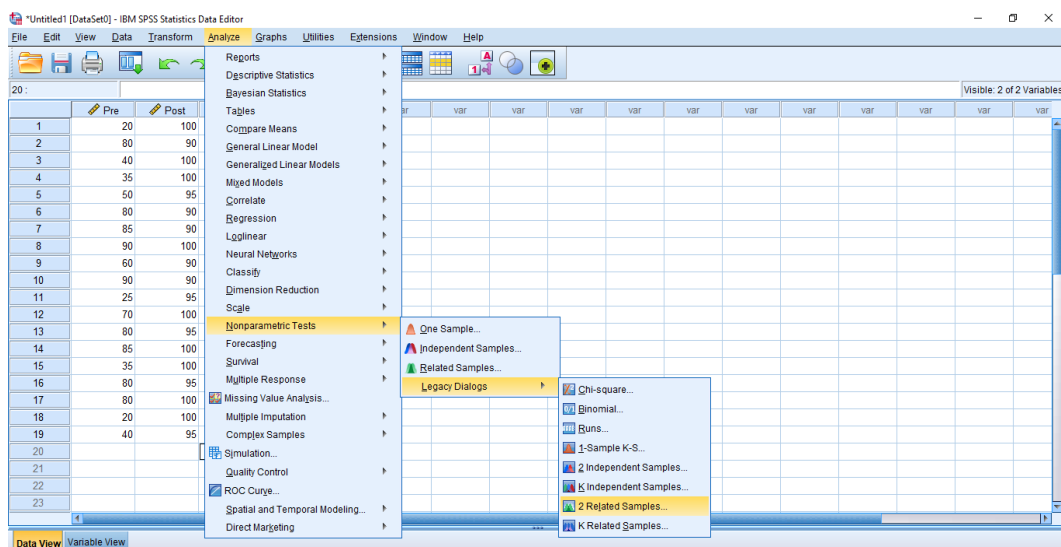 *Untitled1 [DataSet0] - IBM SPSS Statistics Data Editor
File Edit View Data Transform Analyze Graphs Utilities Extensions Window Help
20 :
Visible: 2 of 2 Variables
Pre Post var var var var var var var var var var
1 20 100
2 80 90
3 40 100
4 35 100
5 50 95
6 80 90
7 85 90
8 90 100
9 60 90
10 90 90
11 25 95
12 70 100
13 80 95
14 85 100
15 35 100
16 80 95
17 80 100
18 20 100
19 40 95
20
21
22
23
Reports
Descriptive Statistics
Bayesian Statistics
Tables
Compare Means
General Linear Model
Generalized Linear Models
Mixed Models
Correlate
Regression
Loglinear
Neural Networks
Classify
Dimension Reduction
Scale
Nonparametric Tests
Forecasting
Survival
Multiple Response
Missing Value Analysis...
Multiple Imputation
Complex Samples
Simulation...
Quality Control
ROC Curve...
Spatial and Temporal Modeling...
Direct Marketing
One Sample...
Independent Samples...
Related Samples...
Legacy Dialogs
Chi-square...
Binomial...
Runs...
1-Sample K-S...
2 Independent Samples...
K Independent Samples...
2 Related Samples...
K Related Samples...
Data View Variable View